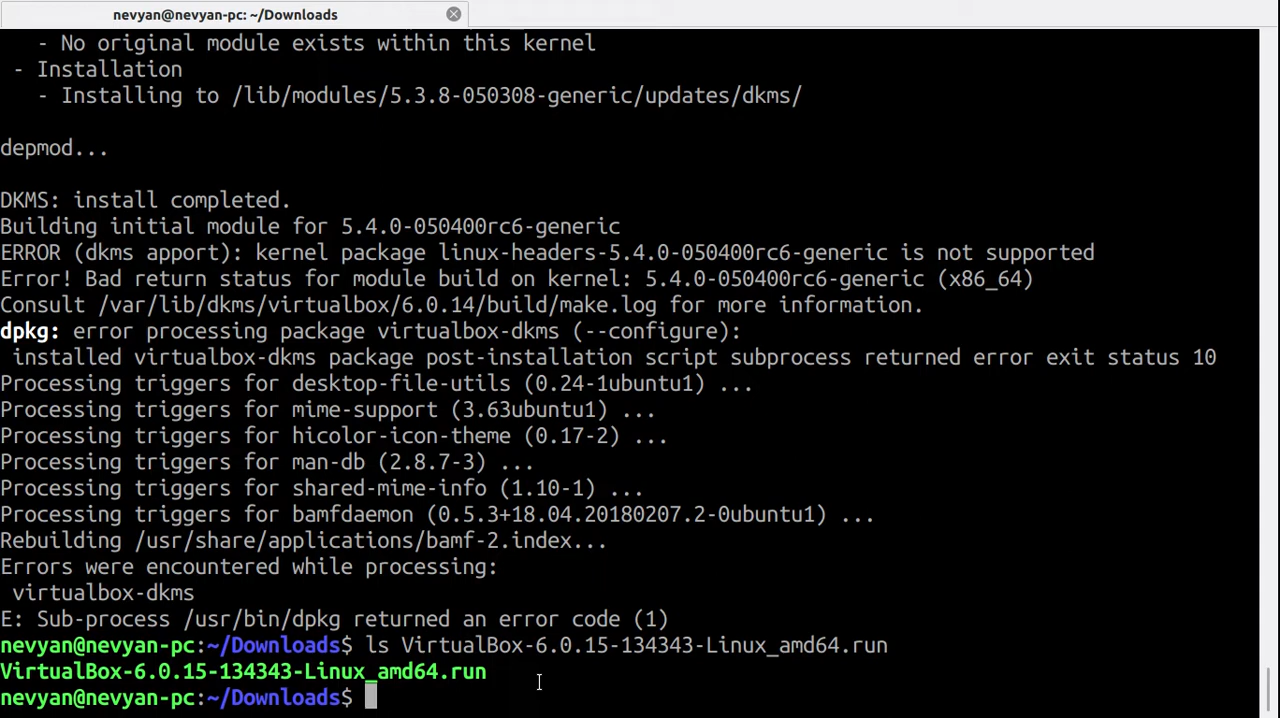 nevyan@nevyan-pc: ~/Downloads
- No original module exists within this kernel
- Installation
- Installing to /lib/modules/5.3.8-050308-generic/updates/dkms/
depmod...
DKMS: install completed.
Building initial module for 5.4.0-050400rc6-generic
ERROR (dkms apport): kernel package linux-headers-5.4.0-050400rc6-generic is not supported
Error! Bad return status for module build on kernel: 5.4.0-050400rc6-generic (x86_64)
Consult /var/lib/dkms/virtualbox/6.0.14/build/make.log for more information.
dpkg: error processing package virtualbox-dkms (--configure):
installed virtualbox-dkms package post-installation script subprocess returned error exit status 10
Processing triggers for desktop-file-utils (0.24-1ubuntu1) ...
Processing triggers for mime-support (3.63ubuntu1) ...
Processing triggers for hicolor-icon-theme (0.17-2) ...
Processing triggers for man-db (2.8.7-3) ...
Processing triggers for shared-mime-info (1.10-1) ...
Processing triggers for bamfdaemon (0.5.3+18.04.20180207.2-0ubuntu1) ...
Rebuilding /usr/share/applications/bamf-2.index...
Errors were encountered while processing:
virtualbox-dkms
E: Sub-process /usr/bin/dpkg returned an error code (1)
nevyan@nevyan-pc:~/Downloads$ ls VirtualBox-6.0.15-134343-Linux_amd64.run
VirtualBox-6.0.15-134343-Linux_amd64.run
nevyan@nevyan-pc:~/Downloads$